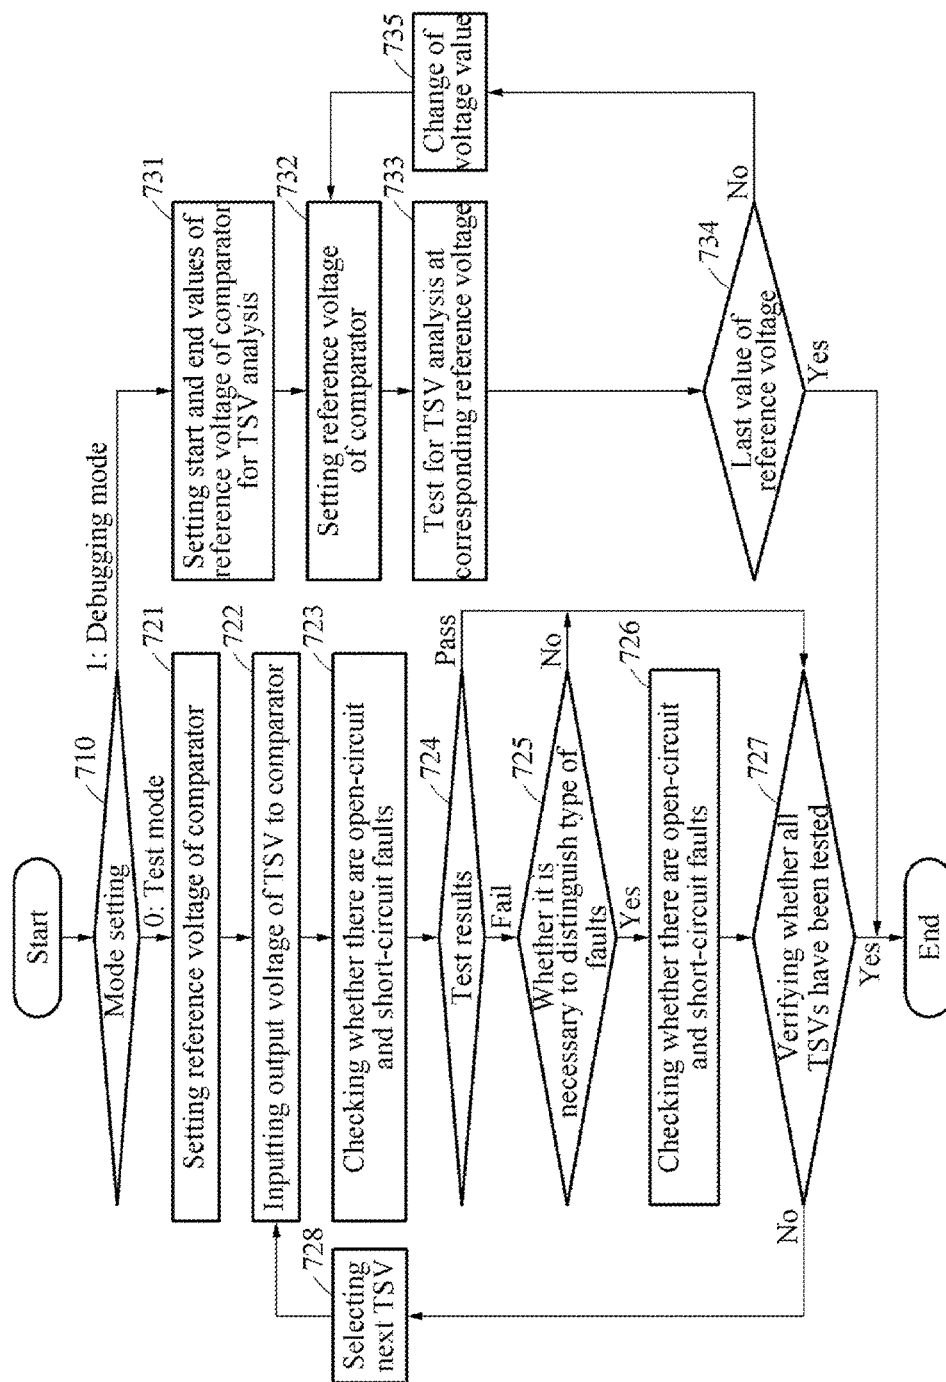 Start
710
Mode setting
1: Debugging mode
0: Test mode
721
Setting reference voltage of comparator
722
Inputting output voltage of TSV to comparator
723
Checking whether there are open-circuit
and short-circuit faults
724
Test results
Pass
Fail
725
Whether it is
necessary to distinguish type of
faults
No
Yes
726
Checking whether there are open-circuit
and short-circuit faults
727
Verifying whether all
TSVs have been tested
No
Yes
728
Selecting
next TSV
731
Setting start and end values of
reference voltage of comparator
for TSV analysis
732
Setting reference voltage
of comparator
733
Test for TSV analysis at
corresponding reference voltage
734
Last value of
reference voltage
No
Yes
735
Change of
voltage value
End